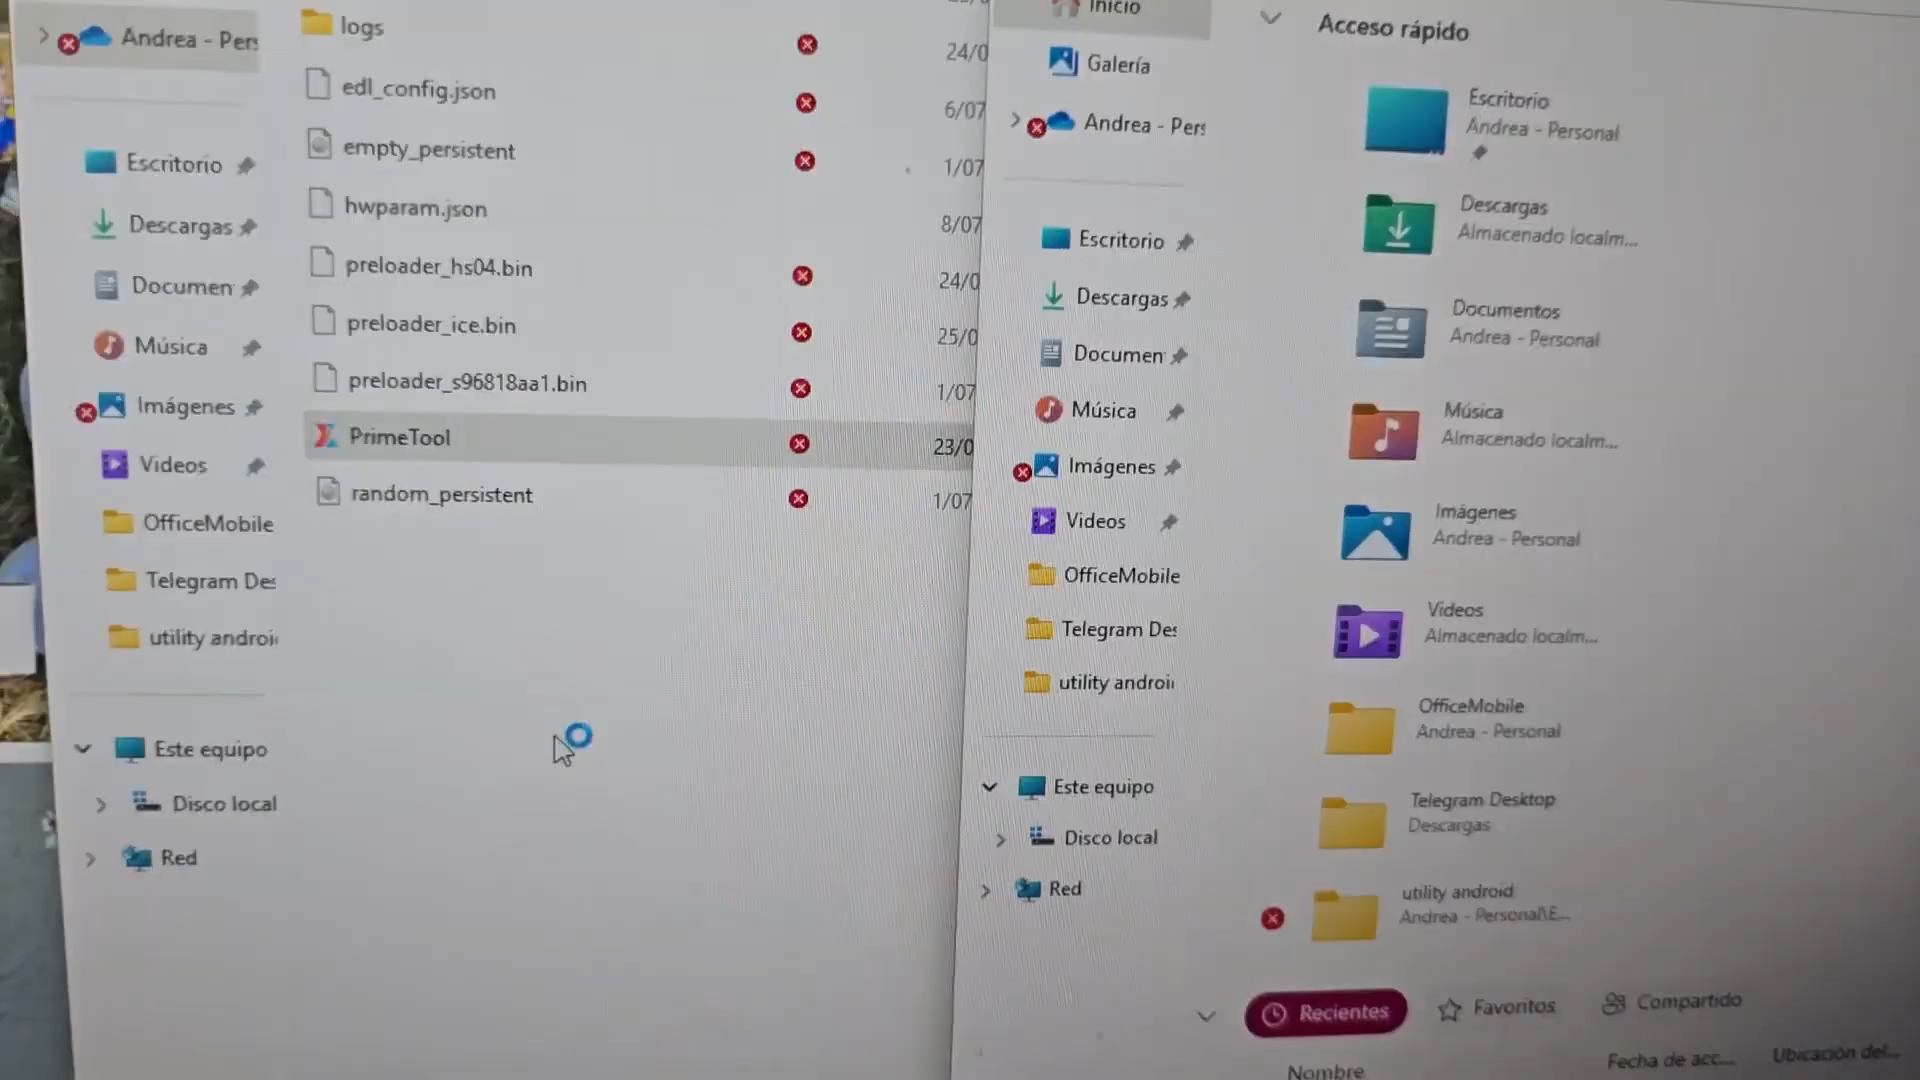 Andrea - Pers
Escritorio
Descargas
Documen
Música
Imágenes
Videos
OfficeMobile
Telegram Des
utility androi
Este equipo
Disco local
Red
logs
edl_config.json
empty_persistent
hwparam.json
preloader_hs04.bin
preloader_ice.bin
preloader_s96818aa1.bin
PrimeTool
random_persistent
24/0
6/07
1/07
8/07
24/0
25/0
1/07
23/0
1/07
Inicio
Galería
Andrea - Pers
Escritorio
Descargas
Documen
Música
Imágenes
Videos
OfficeMobile
Telegram Des
utility androi
Este equipo
Disco local
Red
Acceso rápido
Escritorio
Andrea - Personal
Descargas
Almacenado localm...
Documentos
Andrea - Personal
Música
Almacenado localm...
Imágenes
Andrea - Personal
Videos
Almacenado localm...
OfficeMobile
Andrea - Personal
Telegram Desktop
Descargas
utility android
Andrea - Personal\E...
Recientes
Favoritos
Compartido
Nombre
Fecha de acc...
Ubicación del...